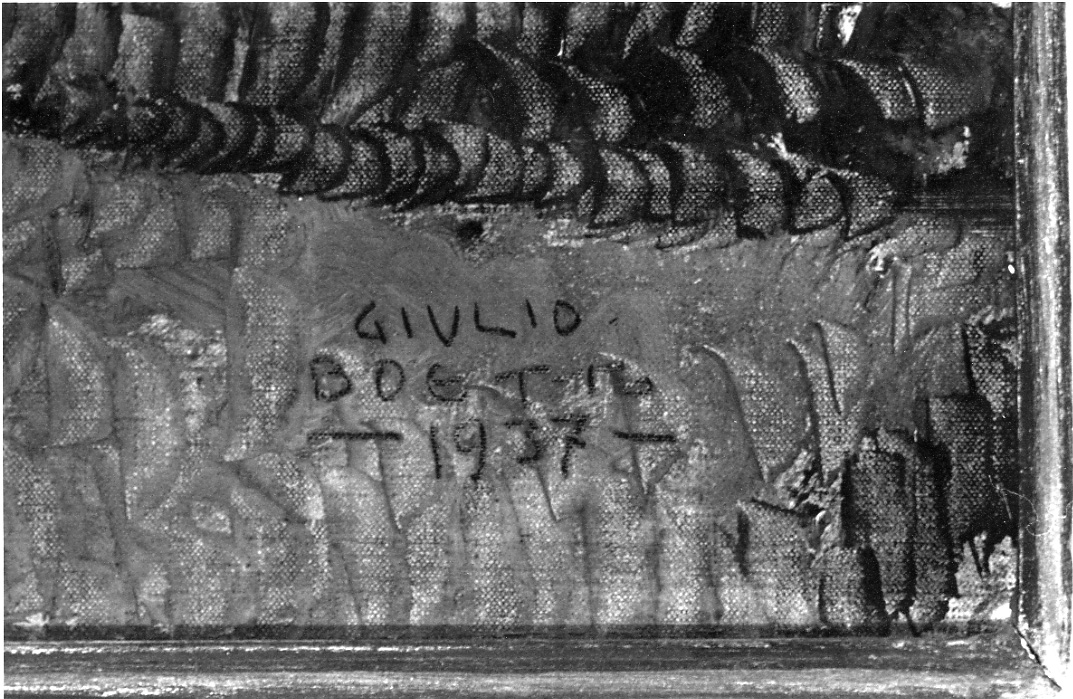 GIULIO
BOETTO
— 1937 —